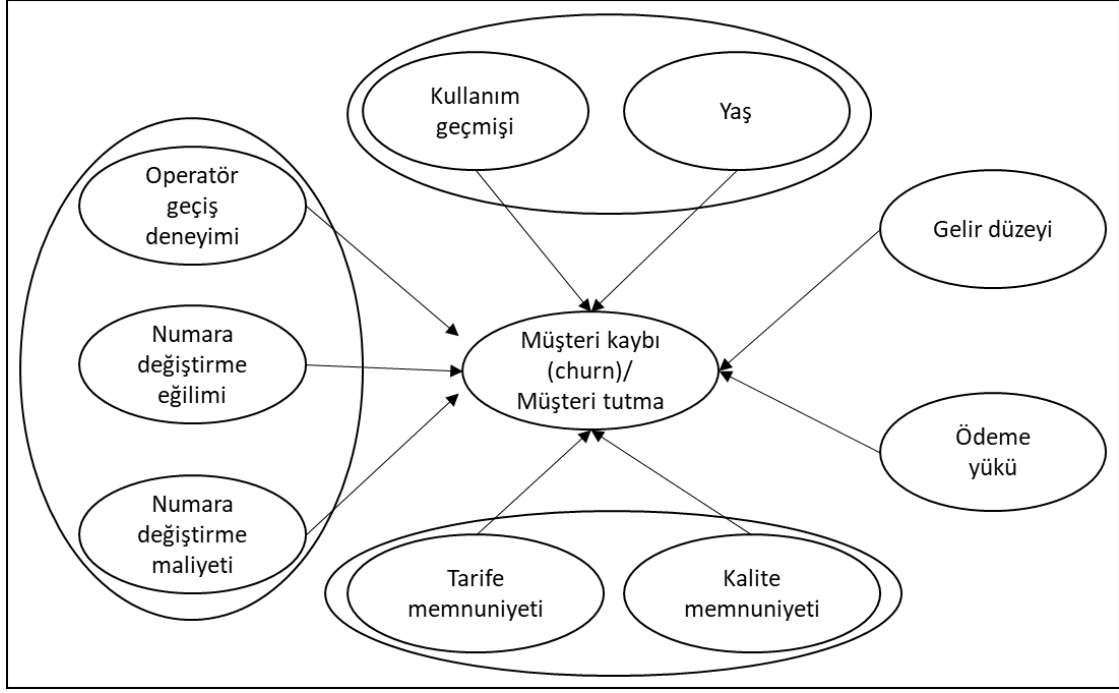 Kullanım
geçmişi
Yaş
Operatör
geçiş
deneyimi
Gelir düzeyi
Numara
değiştirme
eğilimi
Müşteri kaybı
(churn)/
Müşteri tutma
Ödeme
yükü
Numara
değiştirme
maliyeti
Tarife
memnuniyeti
Kalite
memnuniyeti